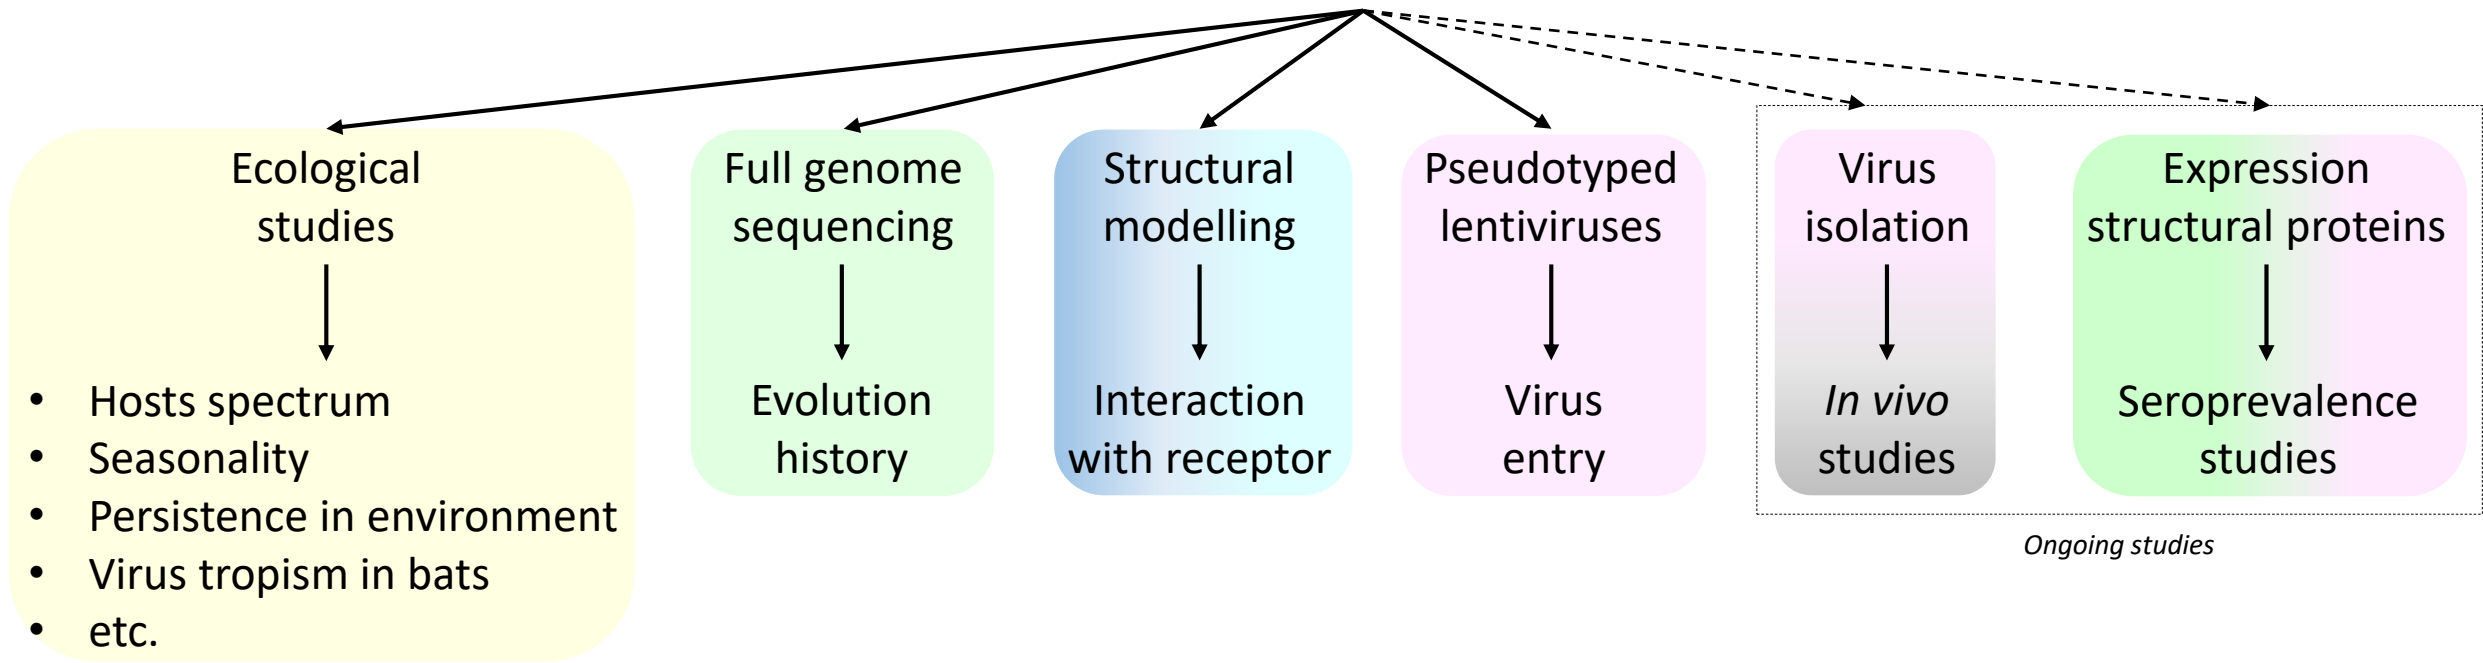 Ecological
studies
• Hosts spectrum
• Seasonality
• Persistence in environment
• Virus tropism in bats
• etc.
Full genome
sequencing
Evolution
history
Structural
modelling
Interaction
with receptor
Pseudotyped
lentiviruses
Virus
entry
Virus
isolation
In vivo
studies
Expression
structural proteins
Seroprevalence
studies
Ongoing studies